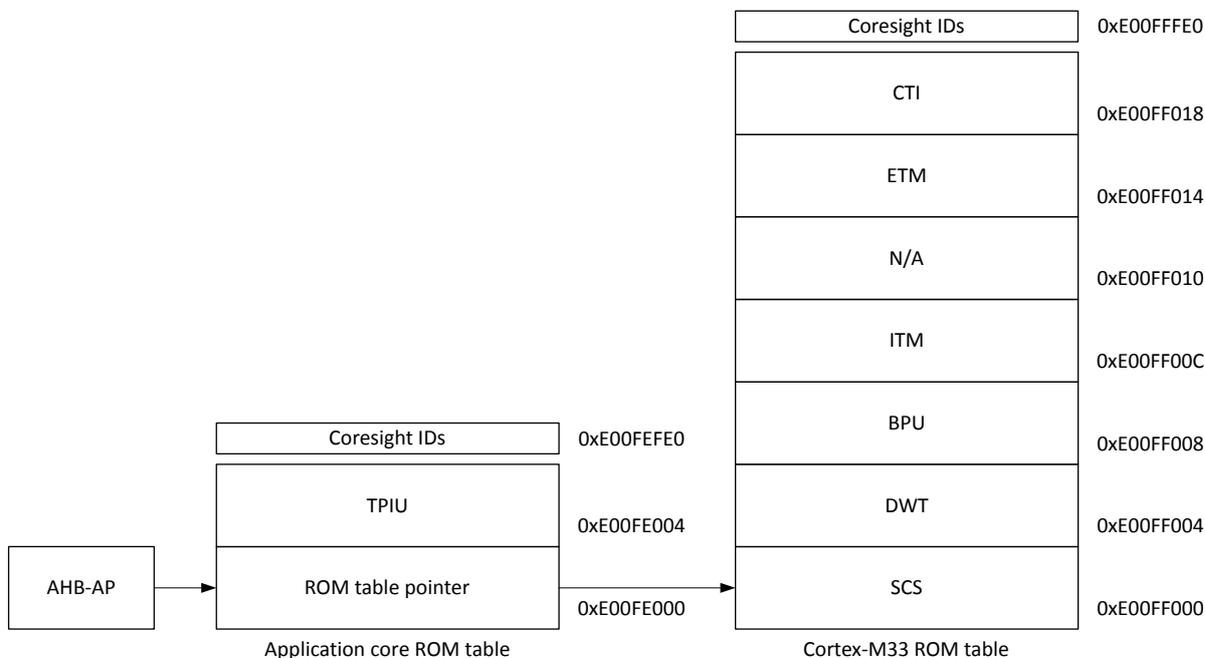 Coresight IDs
0xE00FFFE0
CTI
0xE00FF018
ETM
0xE00FF014
N/A
0xE00FF010
ITM
0xE00FF00C
BPU
0xE00FF008
DWT
0xE00FF004
SCS
0xE00FF000
Cortex-M33 ROM table
Coresight IDs
0xE00FEFE0
TPIU
0xE00FE004
ROM table pointer
0xE00FE000
Application core ROM table
AHB-AP